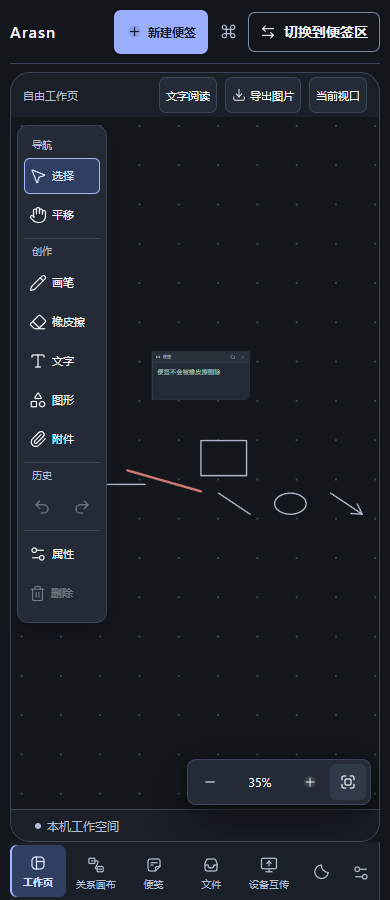 Arasn
新建便签
切换到便签区
自由工作页
文字阅读
导出图片
当前视口
导航
选择
平移
创作
画笔
橡皮擦
文字
图形
附件
历史
属性
删除
便签
便签不会被橡皮擦删除
35%
本机工作空间
工作页
关系画布
便笺
文件
设备互传